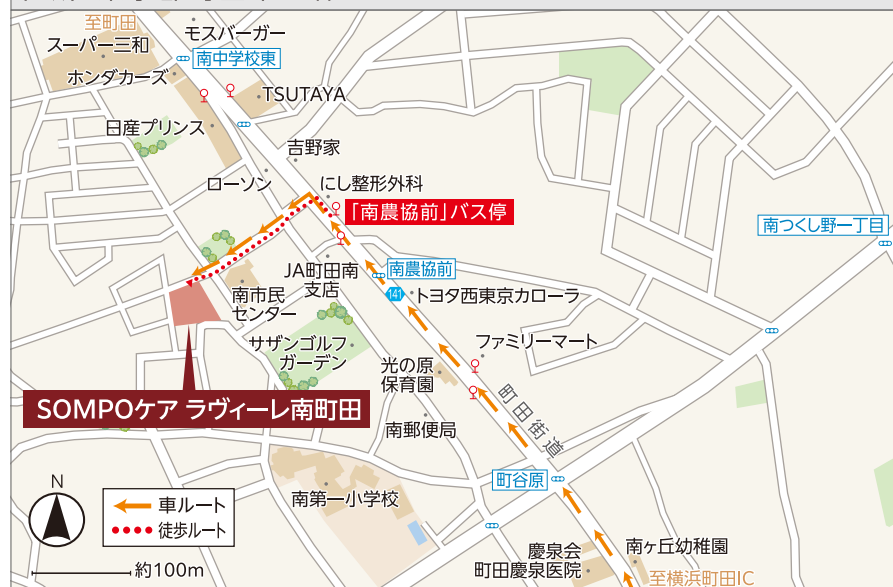 至町田
モスバーガー
スーパー三和
南中学校東
ホンダカーズ
TSUTAYA
日産プリンス
吉野家
ローソン
にし整形外科
「南農協前」バス停
南つくし野一丁目
JA町田南
支店
南農協前
141
トヨタ西東京カローラ
南市民
センター
サザンゴルフ
ガーデン
ファミリーマート
光の原
保育園
SOMPOケア ラヴィーレ南町田
町田街道
南郵便局
町谷原
N
南第一小学校
車ルート
徒歩ルート
約100m
慶泉会
町田慶泉医院
南ヶ丘幼稚園
至横浜町田IC